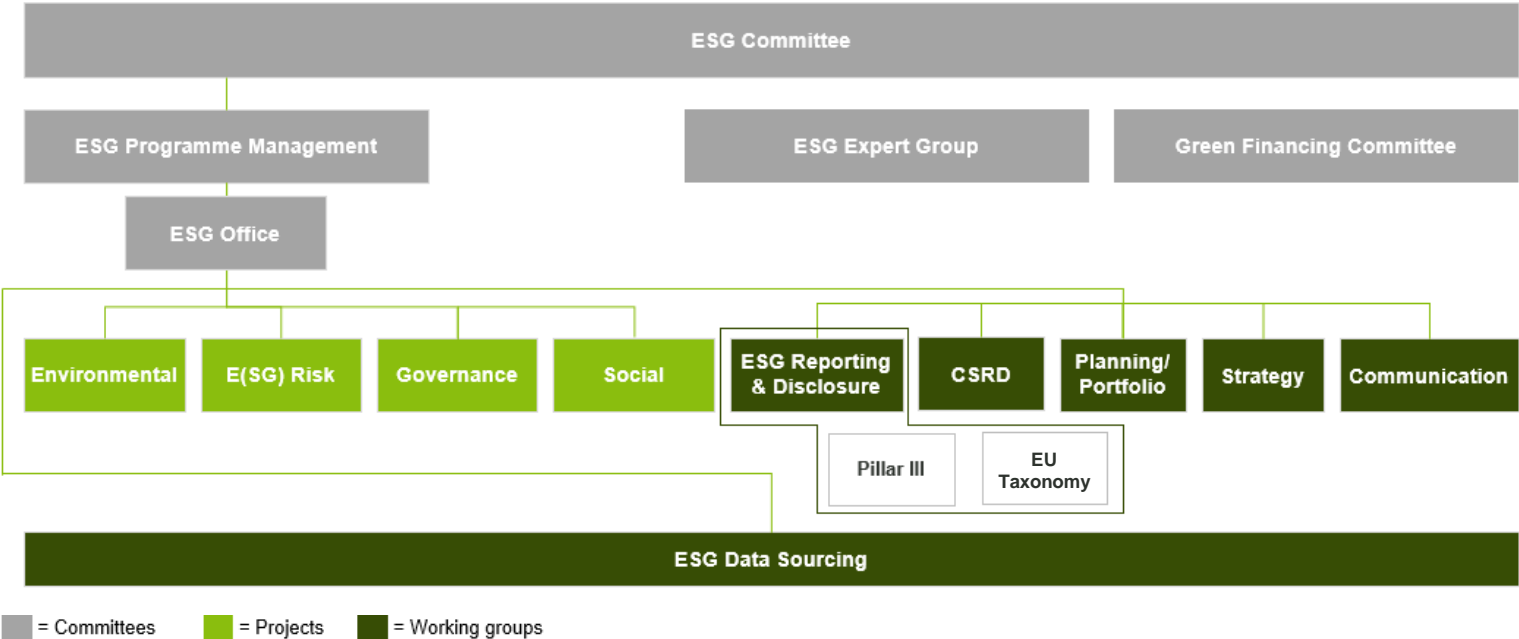 ESG Committee
ESG Programme Management
ESG Expert Group
Green Financing Committee
ESG Office
Environmental
E(SG) Risk
Governance
Social
ESG Reporting
& Disclosure
CSRD
Planning/
Portfolio
Strategy
Communication
Pillar III
EU
Taxonomy
ESG Data Sourcing
= Committees
= Projects
= Working groups